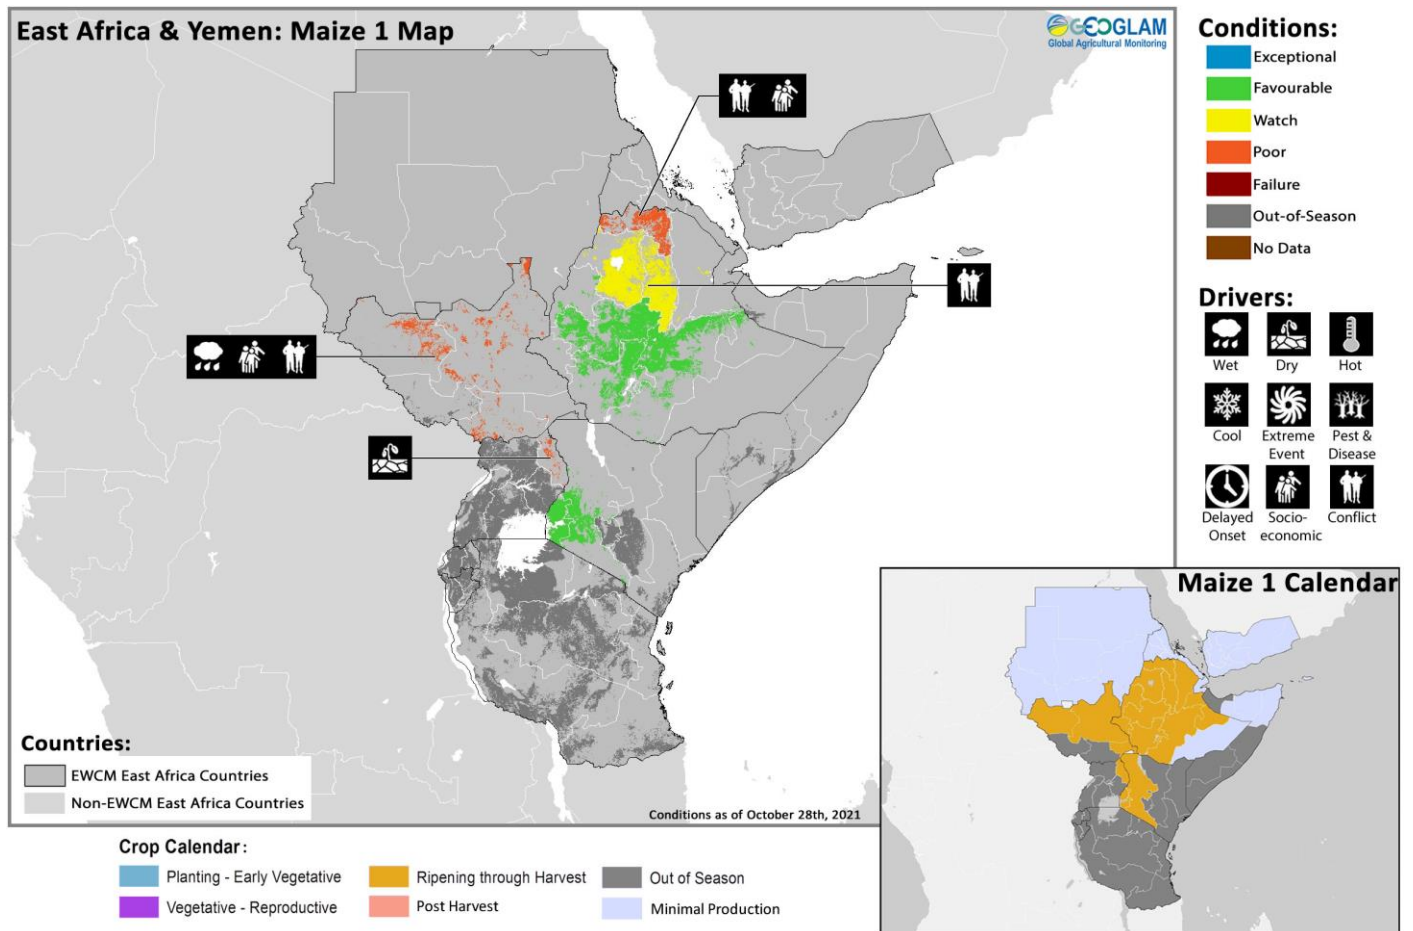 East Africa & Yemen: Maize 1 Map
GEOGLAM
Global Agricultural Monitoring
Conditions:
Exceptional
Favourable
Watch
Poor
Failure
Out-of-Season
No Data
Drivers:
Wet
Dry
Hot
Cool
Extreme
Event
Pest &
Disease
Delayed
Onset
Socio-
economic
Conflict
Countries:
EWCM East Africa Countries
Non-EWCM East Africa Countries
Conditions as of October 28th, 2021
Maize 1 Calendar
Crop Calendar:
Planting - Early Vegetative
Ripening through Harvest
Out of Season
Vegetative - Reproductive
Post Harvest
Minimal Production